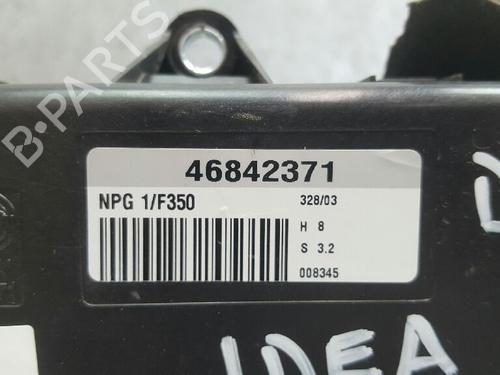 B-PARTS
46842371
NPG 1/F350
328/03
H 8
S 3.2
008345
IDEA